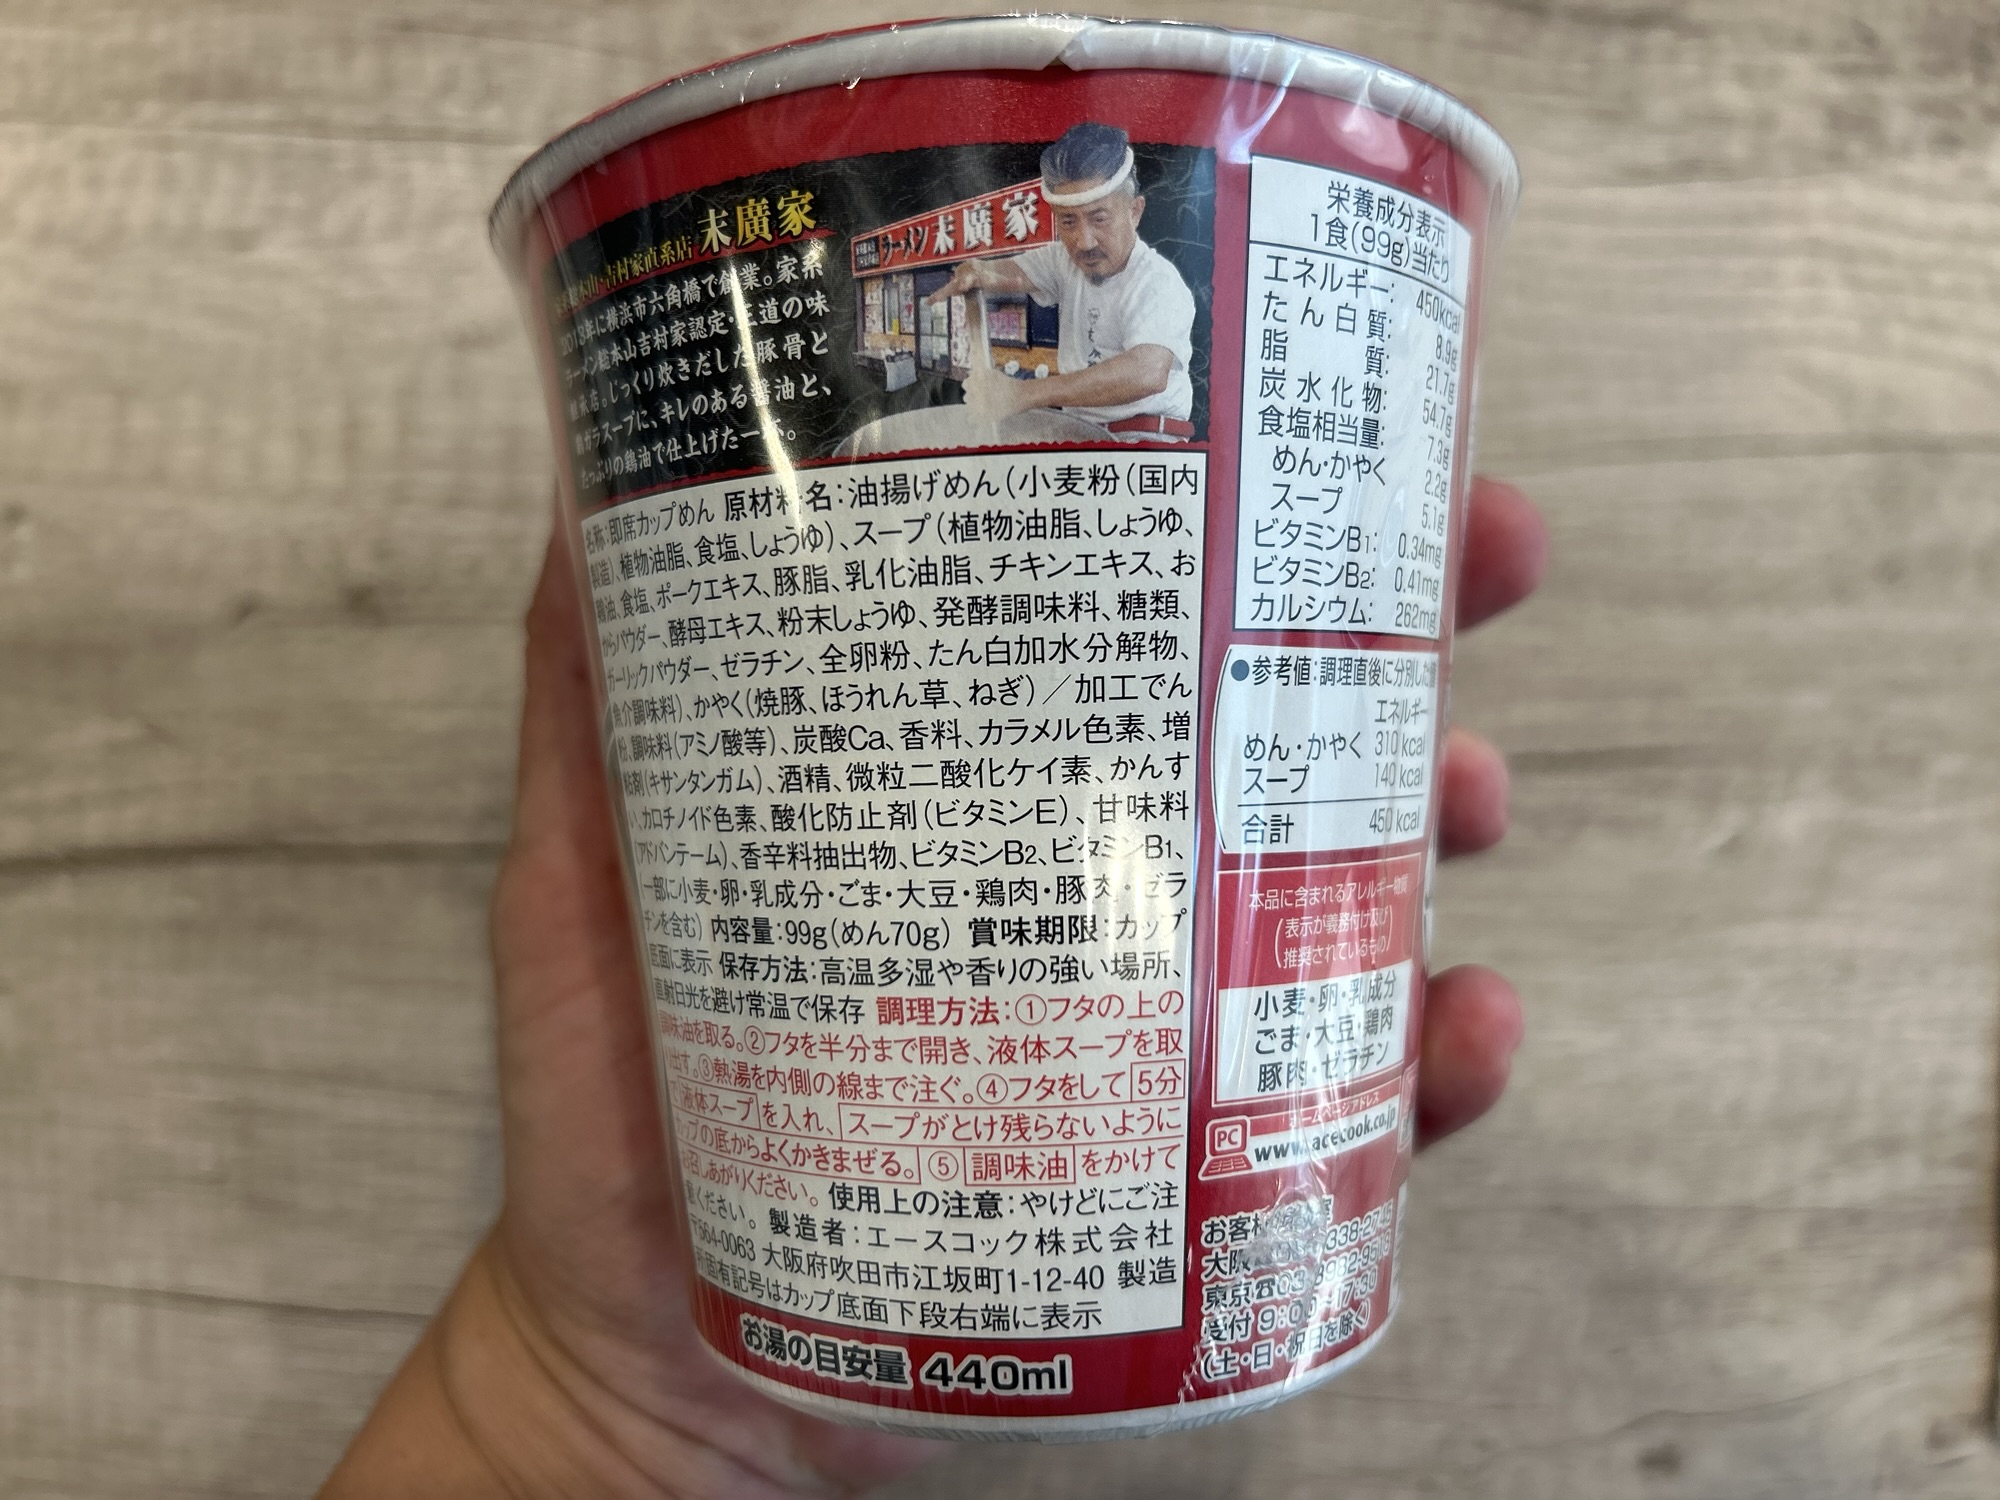 家系総本山・吉村家直系店 末廣家
2013年に横浜市六角橋で創業。家系
ラーメン総本山吉村家認定・王道の味
継承店。じっくり炊きだした豚骨と
鶏ガラスープに、キレのある醤油と、
たっぷりの鶏油で仕上げた一杯。
ラーメン 末廣家
名称:即席カップめん 原材料名:油揚げめん(小麦粉(国内
製造)、植物油脂、食塩、しょうゆ)、スープ(植物油脂、しょうゆ、
鶏油、食塩、ポークエキス、豚脂、乳化油脂、チキンエキス、お
からパウダー、酵母エキス、粉末しょうゆ、発酵調味料、糖類、
ガーリックパウダー、ゼラチン、全卵粉、たん白加水分解物、
魚介調味料)、かやく(焼豚、ほうれん草、ねぎ)/加工でん
粉、調味料(アミノ酸等)、炭酸Ca、香料、カラメル色素、増
粘剤(キサンタンガム)、酒精、微粒二酸化ケイ素、かんす
い、カロチノイド色素、酸化防止剤(ビタミンE)、甘味料
(アドバンテーム)、香辛料抽出物、ビタミンB2、ビタミンB1、
(一部に小麦・卵・乳成分・ごま・大豆・鶏肉・豚肉・ゼラ
チンを含む) 内容量:99g(めん70g) 賞味期限:カップ
底面に表示 保存方法:高温多湿や香りの強い場所、
直射日光を避け常温で保存 調理方法:①フタの上の
調味油を取る。②フタを半分まで開き、液体スープを取
り出す。③熱湯を内側の線まで注ぐ。④フタをして5分
で液体スープを入れ、スープがとけ残らないように
カップの底からよくかきまぜる。⑤調味油をかけて
お召しあがりください。 使用上の注意:やけどにご注
意ください。 製造者:エースコック株式会社
〒564-0063 大阪府吹田市江坂町1-12-40 製造
所固有記号はカップ底面下段右端に表示
お湯の目安量 440ml
栄養成分表示
1食(99g)当たり
エネルギー: 450kcal
たん白質: 8.9g
脂質: 21.7g
炭水化物: 54.7g
食塩相当量: 7.3g
めん・かやく 2.2g
スープ 5.1g
ビタミンB1: 0.34mg
ビタミンB2: 0.41mg
カルシウム: 262mg
●参考値:調理直後に分別した値
エネルギー
めん・かやく 310kcal
スープ 140kcal
合計 450kcal
本品に含まれるアレルギー物質
(表示が義務付け及び
推奨されているもの)
小麦・卵・乳成分
ごま・大豆・鶏肉
豚肉・ゼラチン
ホームページアドレス
PC www.acecook.co.jp
お客様
大阪
東京☎03
受付 9:00~17:30
(土・日・祝日を除く)